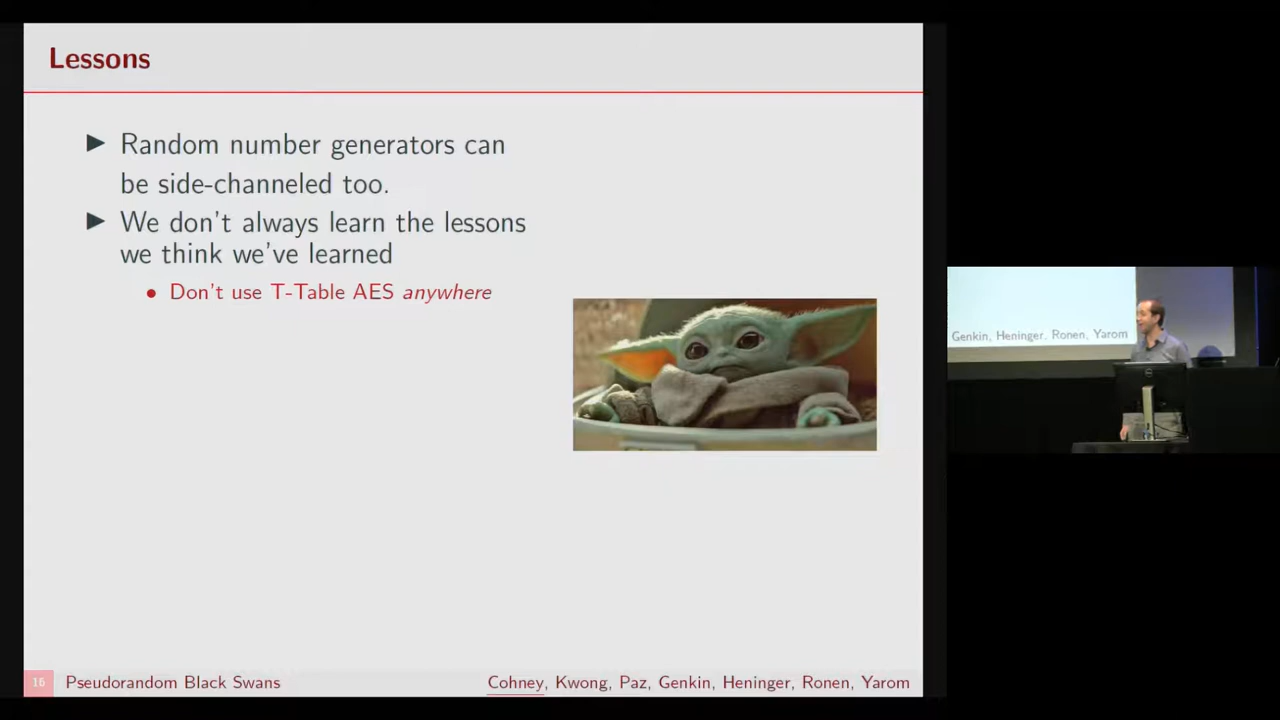 Lessons
▶ Random number generators can
be side-channeled too.
▶ We don't always learn the lessons
we think we've learned
• Don't use T-Table AES anywhere
Genkin, Heninger, Ronen, Yarom
16 Pseudorandom Black Swans Cohney, Kwong, Paz, Genkin, Heninger, Ronen, Yarom